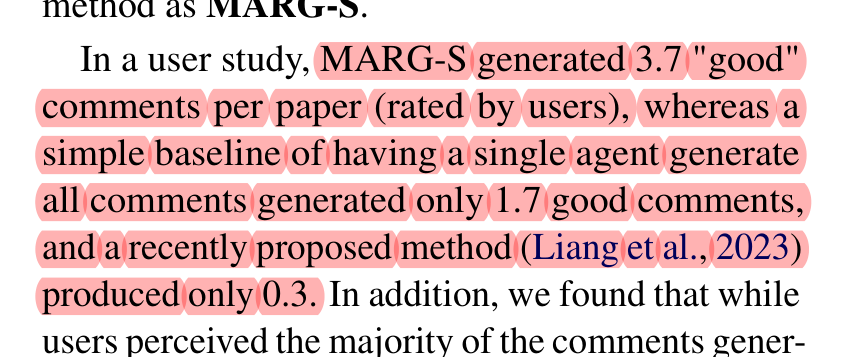 method as MARG-S.
In a user study, MARG-S generated 3.7 "good"
comments per paper (rated by users), whereas a
simple baseline of having a single agent generate
all comments generated only 1.7 good comments,
and a recently proposed method (Liang et al., 2023)
produced only 0.3. In addition, we found that while
users perceived the majority of the comments gener-